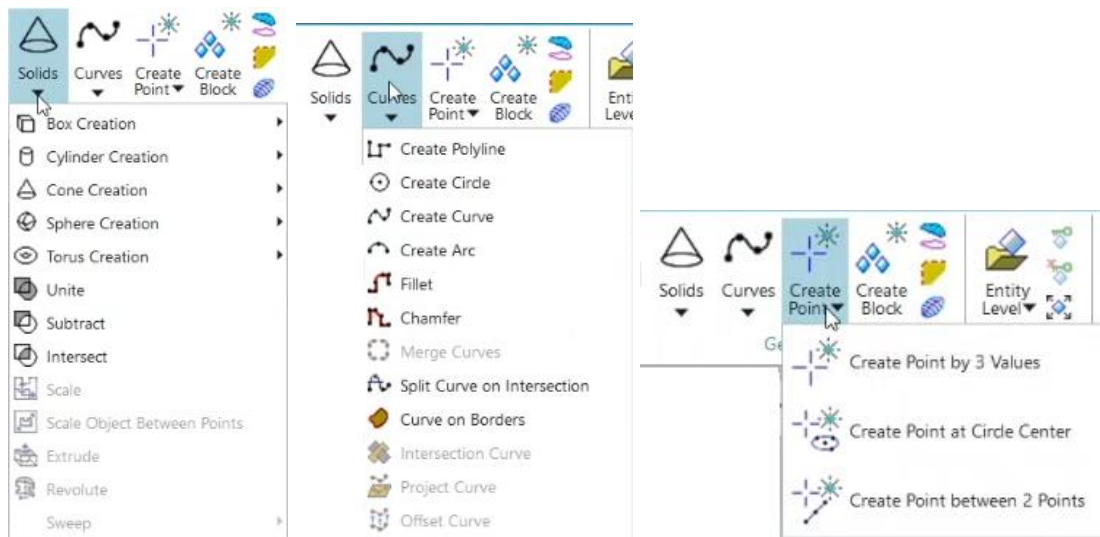 Solids Curves Create Point Create Block
Box Creation
Cylinder Creation
Cone Creation
Sphere Creation
Torus Creation
Unite
Subtract
Intersect
Scale
Scale Object Between Points
Extrude
Revolute
Sweep
Solids Curves Create Point Create Block Enti Leve
Create Polyline
Create Circle
Create Curve
Create Arc
Fillet
Chamfer
Merge Curves
Split Curve on Intersection
Curve on Borders
Intersection Curve
Project Curve
Offset Curve
Solids Curves Create Point Create Block Entity Level
Ge
Create Point by 3 Values
Create Point at Circle Center
Create Point between 2 Points